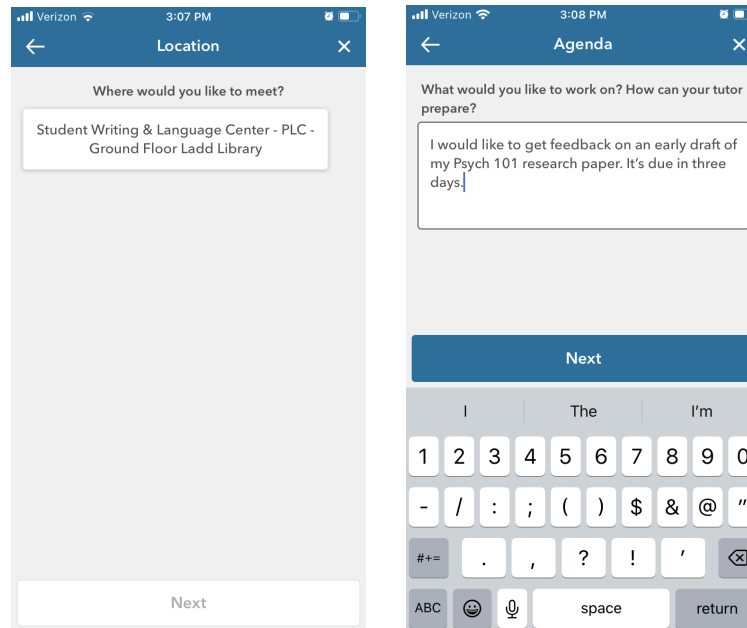 Verizon 3:07 PM
Location
Where would you like to meet?
Student Writing & Language Center - PLC -
Ground Floor Ladd Library
Next
Verizon 3:08 PM
Agenda
What would you like to work on? How can your tutor
prepare?
I would like to get feedback on an early draft of
my Psych 101 research paper. It’s due in three
days.
Next
I The I’m
1 2 3 4 5 6 7 8 9 0
- / : ; ( ) $ & @ "
#+= . , ? ! ’
ABC space return